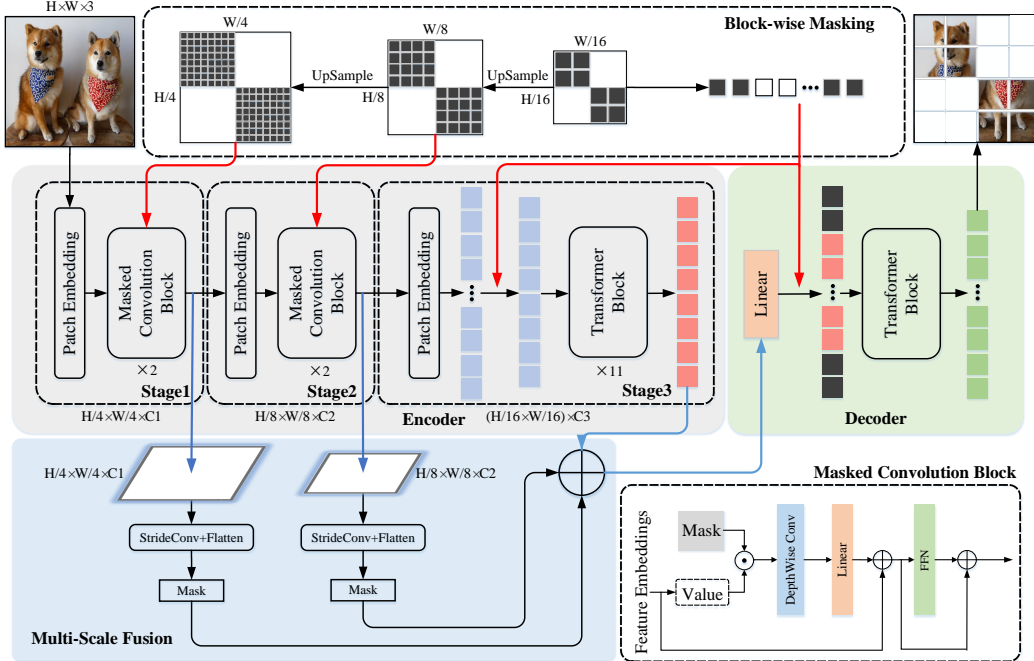 H×W×3
W/4
W/8
W/16
Block-wise Masking
UpSample
UpSample
H/4
H/8
H/16
Patch Embedding
Masked
Convolution
Block
×2
Stage1
H/4×W/4×C1
Patch Embedding
Masked
Convolution
Block
×2
Stage2
H/8×W/8×C2
Patch Embedding
Transformer
Block
×11
Stage3
Encoder
(H/16×W/16)×C3
Linear
Transformer
Block
Decoder
H/4×W/4×C1
H/8×W/8×C2
StrideConv+Flatten
StrideConv+Flatten
Mask
Mask
Multi-Scale Fusion
Masked Convolution Block
Feature Embeddings
Mask
Value
DepthWise Conv
Linear
FFN